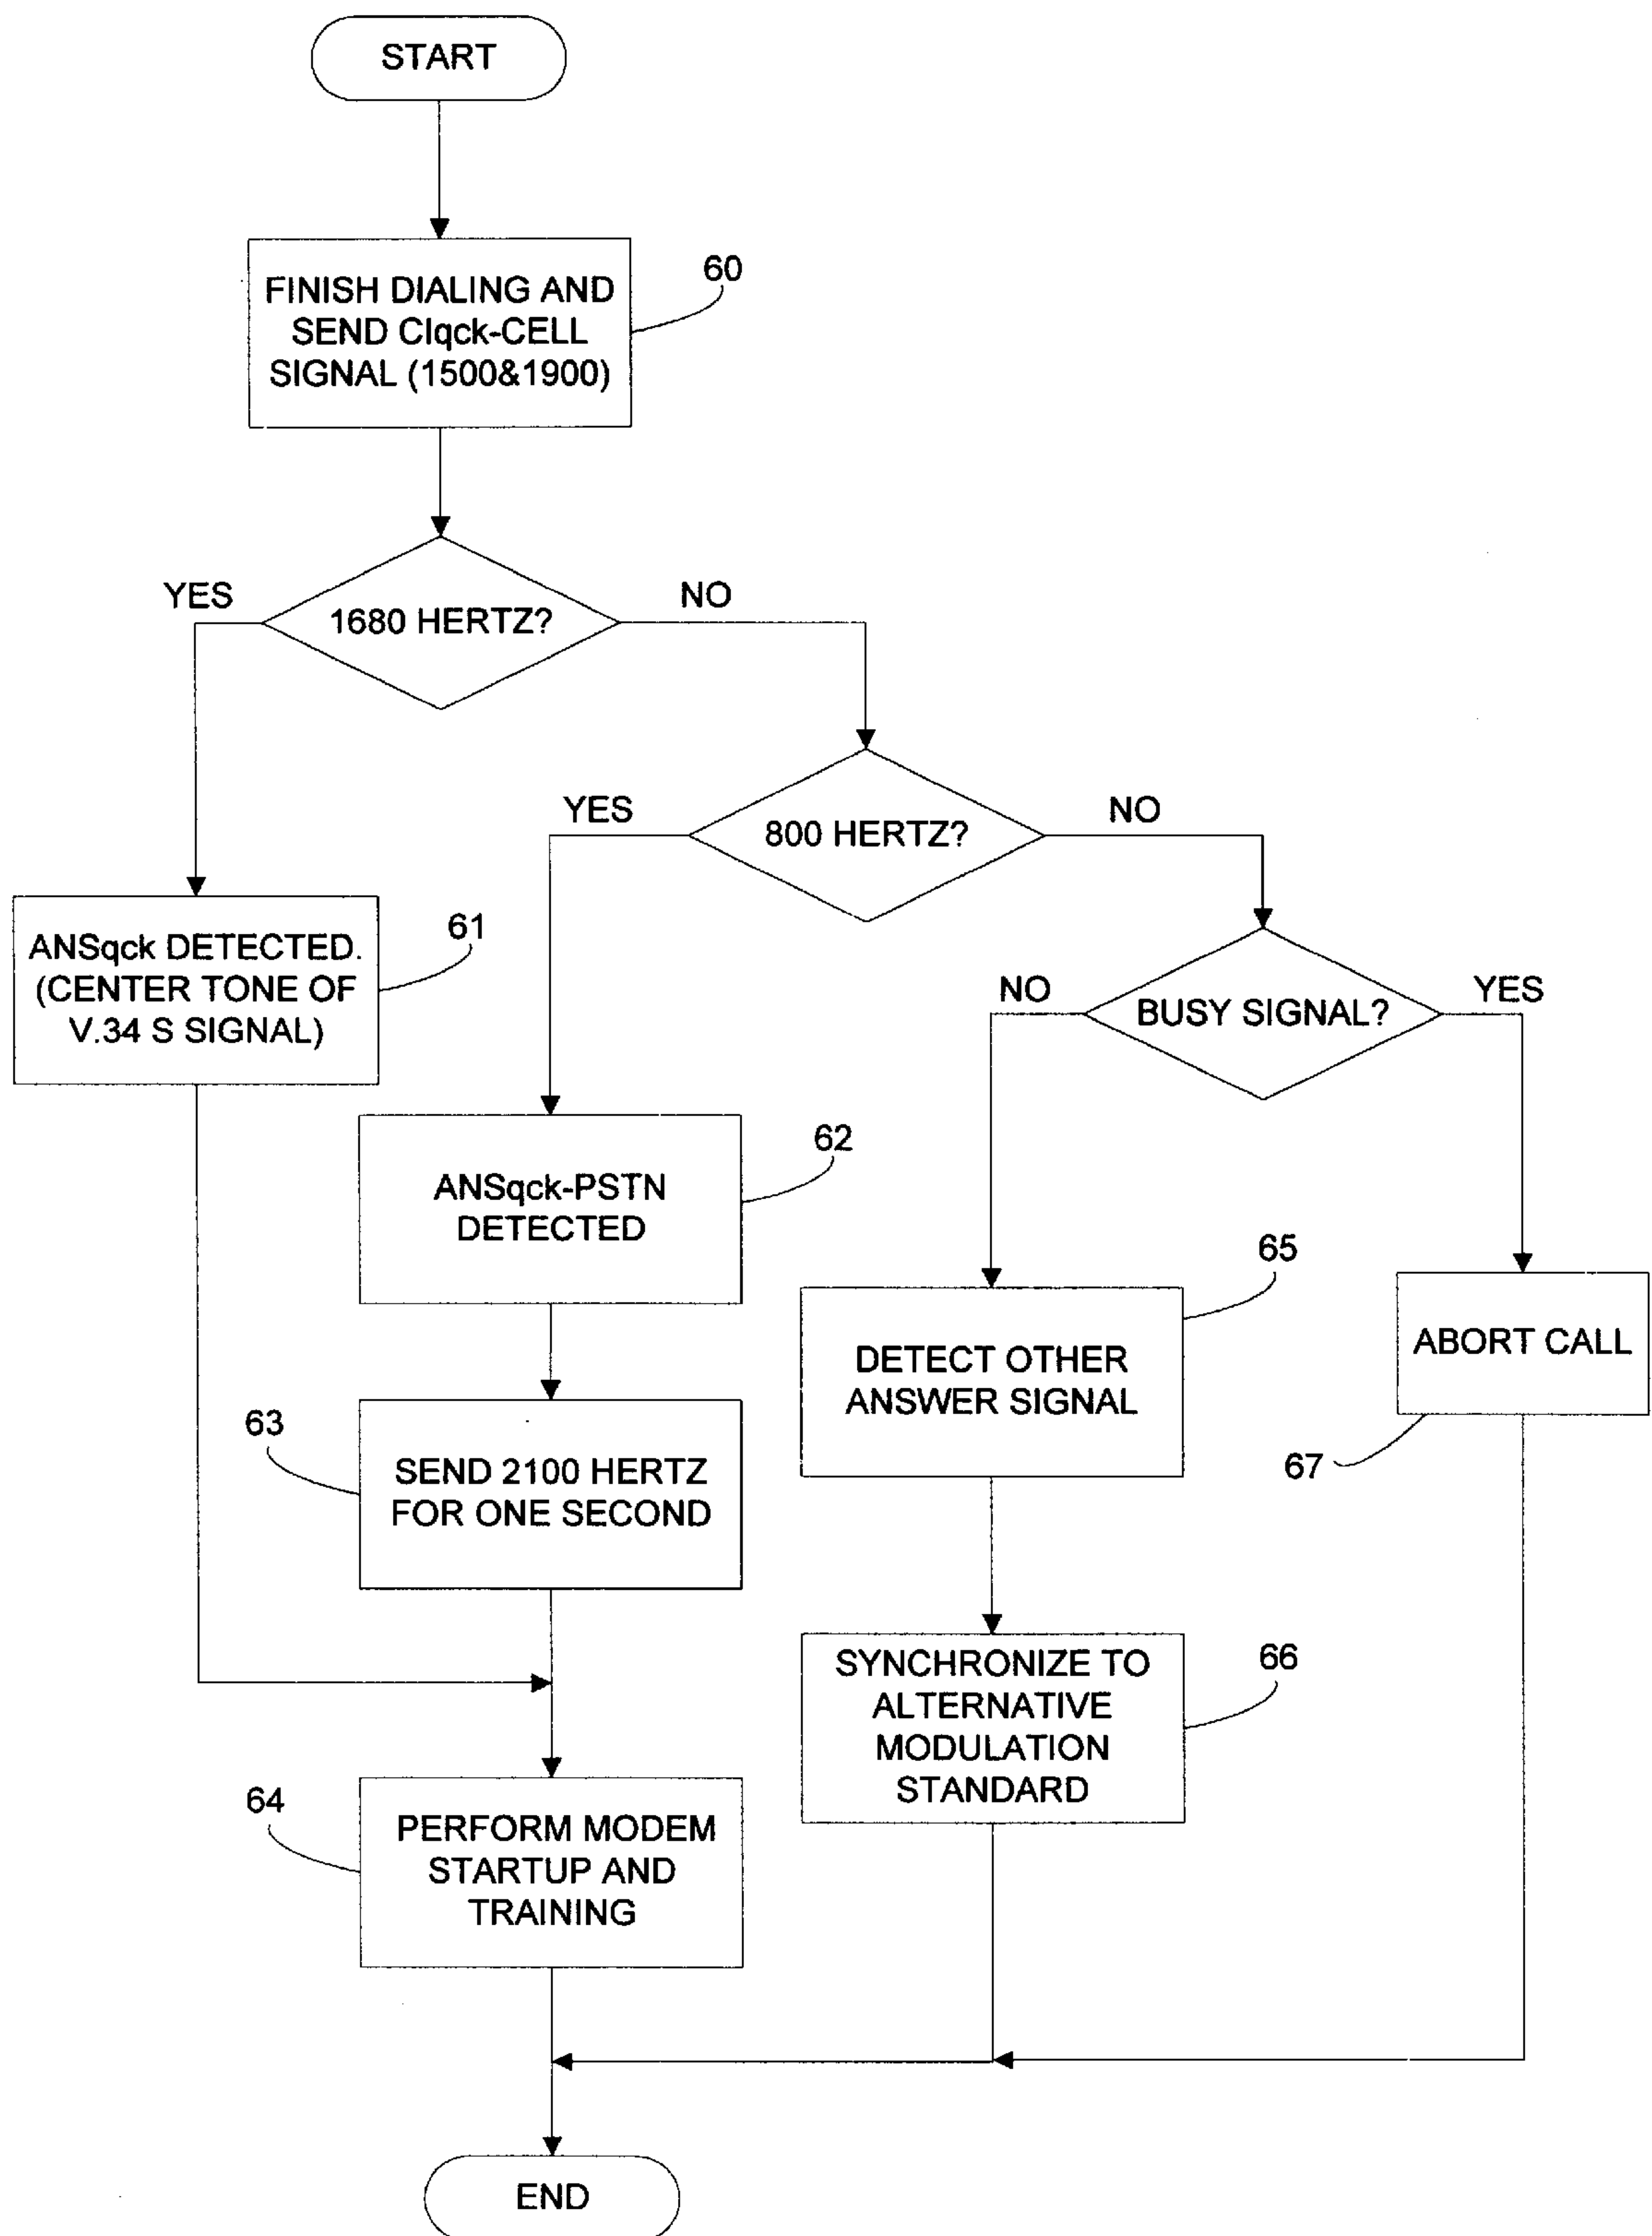 START
FINISH DIALING AND
SEND CIqck-CELL
SIGNAL (1500&1900)
60
YES
1680 HERTZ?
NO
YES
800 HERTZ?
NO
ANSqck DETECTED.
(CENTER TONE OF
V.34 S SIGNAL)
61
NO
BUSY SIGNAL?
YES
ANSqck-PSTN
DETECTED
62
DETECT OTHER
ANSWER SIGNAL
65
ABORT CALL
67
63
SEND 2100 HERTZ
FOR ONE SECOND
SYNCHRONIZE TO
ALTERNATIVE
MODULATION
STANDARD
66
64
PERFORM MODEM
STARTUP AND
TRAINING
END